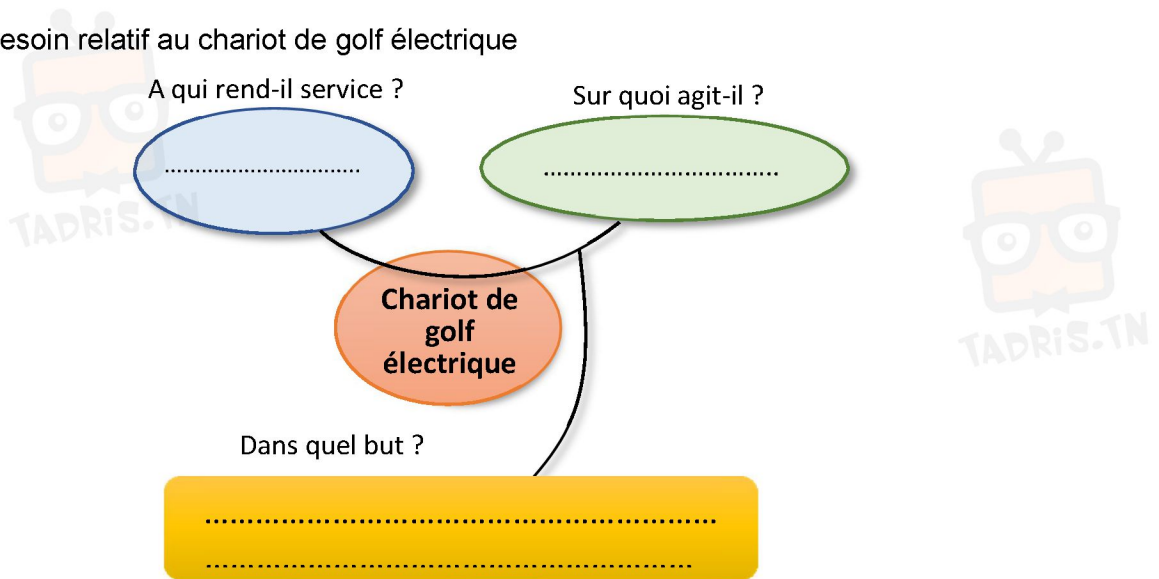 esoin relatif au chariot de golf électrique
A qui rend-il service ?
Sur quoi agit-il ?
................................
...................................
Chariot de
golf
électrique
Dans quel but ?
............................................................
.........................................................
TADRIS.TN
TADRIS.TN